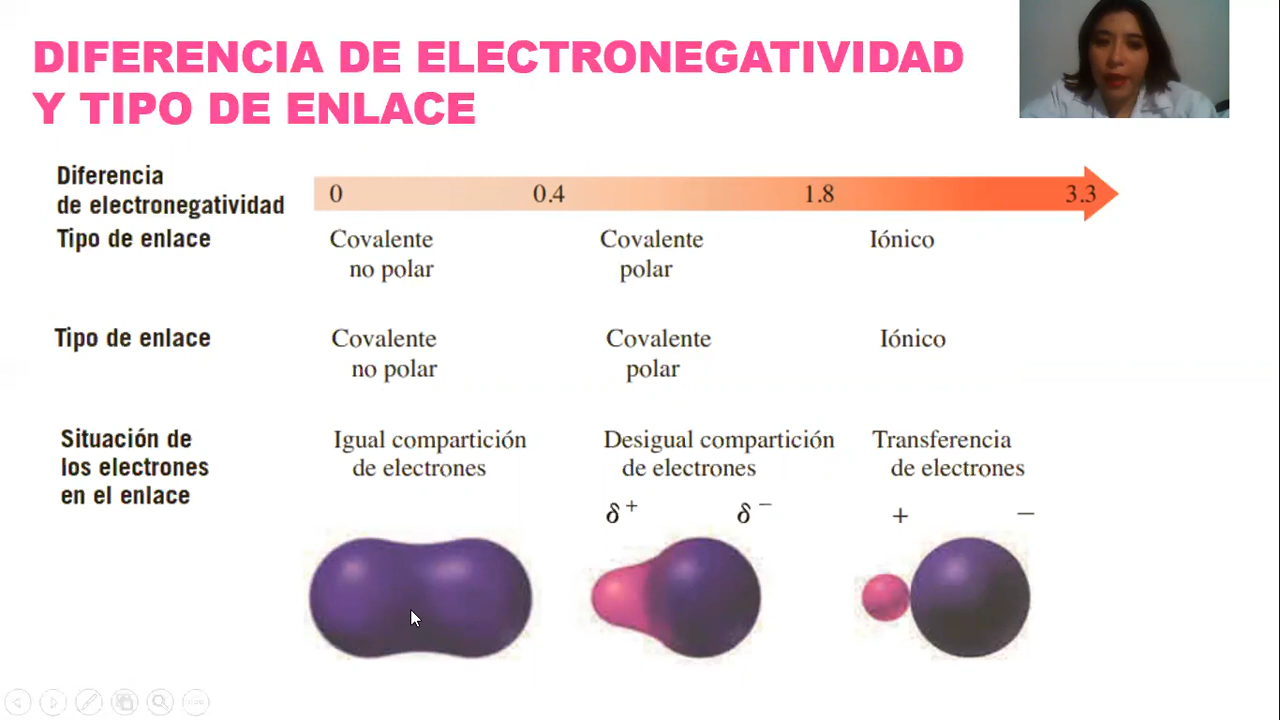 DIFERENCIA DE ELECTRONEGATIVIDAD
Y TIPO DE ENLACE
Diferencia
de electronegatividad
0 0.4 1.8 3.3
Tipo de enlace
Covalente
no polar
Covalente
polar
Iónico
Tipo de enlace
Covalente
no polar
Covalente
polar
Iónico
Situación de
los electrones
en el enlace
Igual compartición
de electrones
Desigual compartición
de electrones
Transferencia
de electrones
δ+ δ−
+ −